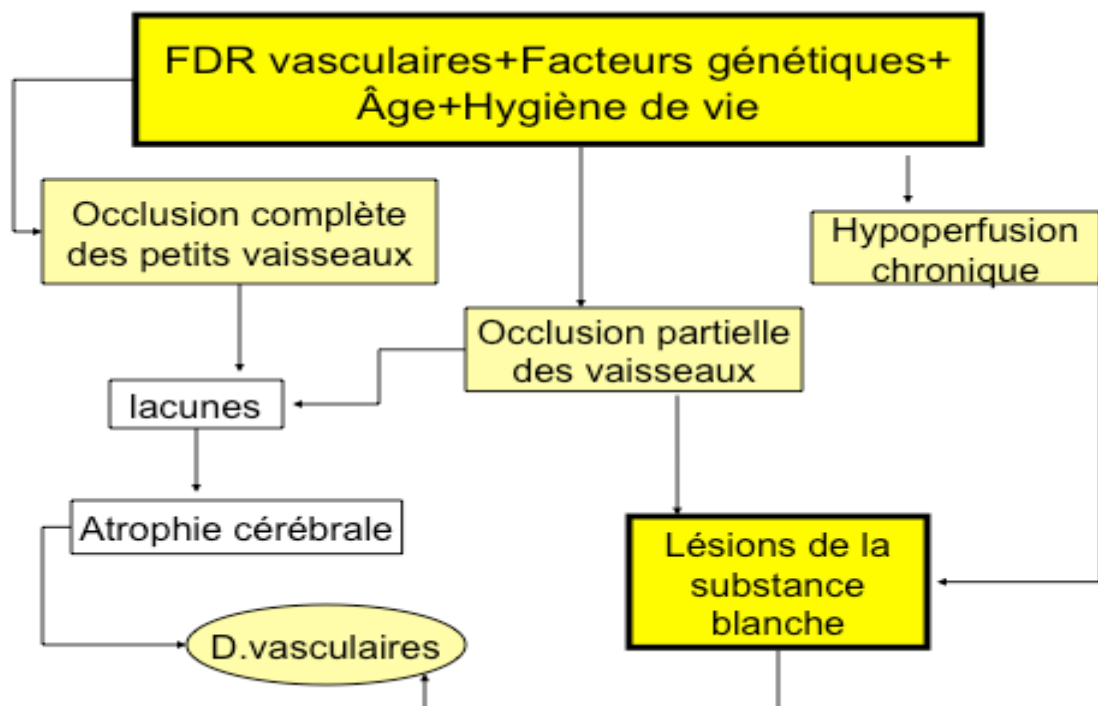 FDR vasculaires+Facteurs génétiques+
Âge+Hygiène de vie
Occlusion complète
des petits vaisseaux
Hypoperfusion
chronique
Occlusion partielle
des vaisseaux
lacunes
Atrophie cérébrale
Lésions de la
substance
blanche
D.vasculaires